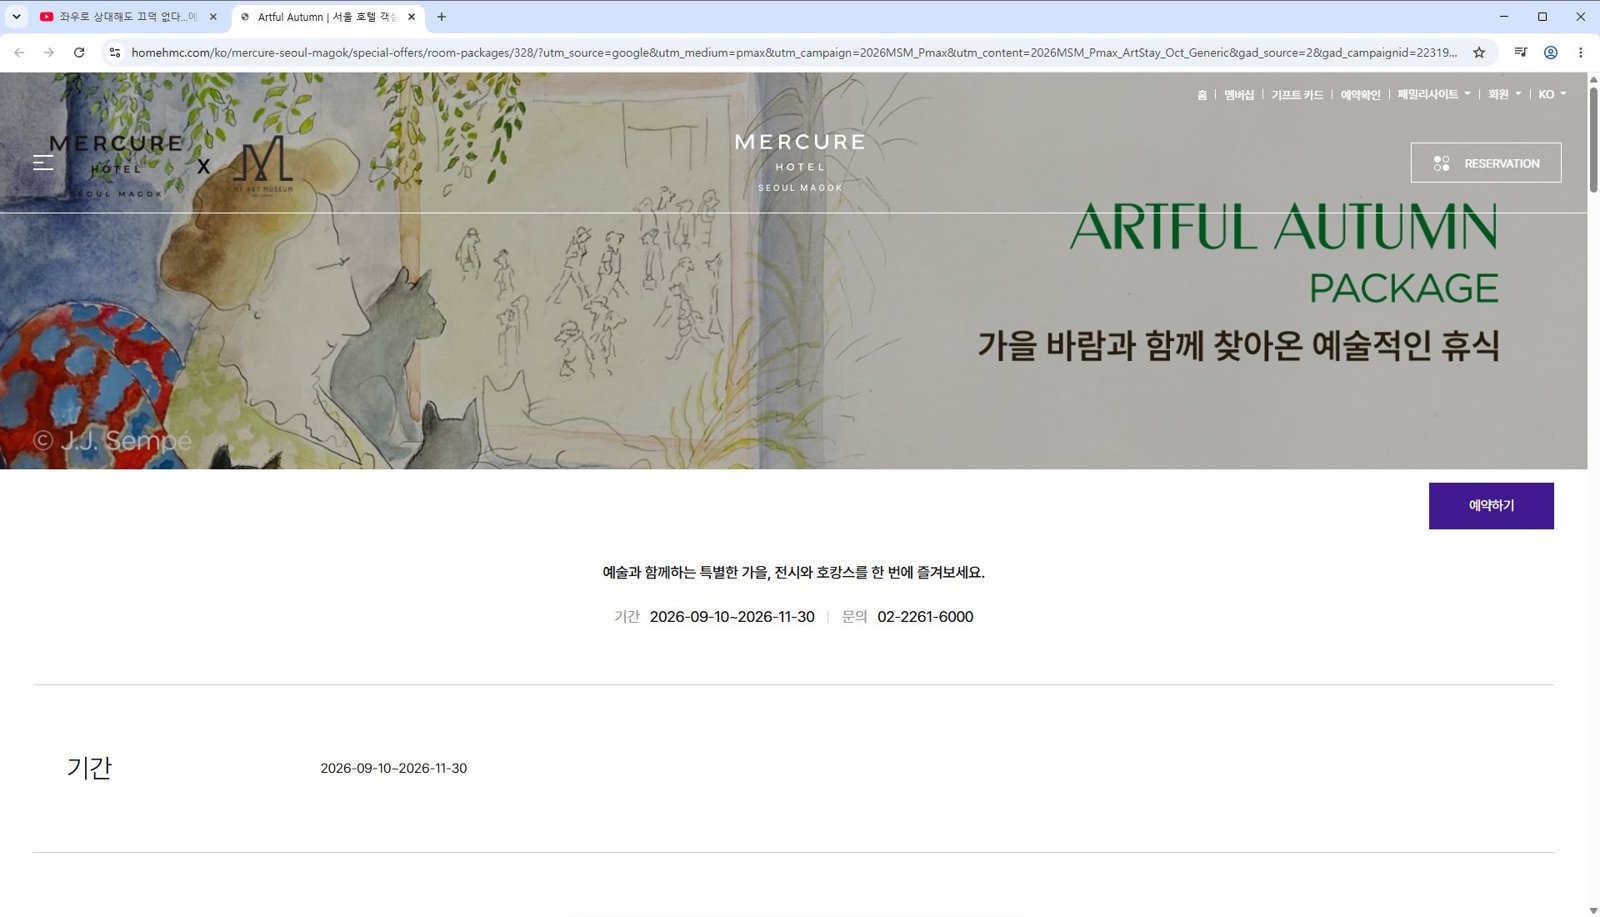 좌우로 상대해도 끄덕 없다...예
Artful Autumn | 서울 호텔 객실
homehmc.com/ko/mercure-seoul-magok/special-offers/room-packages/328/?utm_source=google&utm_medium=pmax&utm_campaign=2026MSM_Pmax&utm_content=2026MSM_Pmax_ArtStay_Oct_Generic&gad_source=2&gad_campaignid=22319...
홈 | 멤버십 | 기프트 카드 | 예약확인 | 패밀리사이트 | 회원 | KO
MERCURE
HOTEL
SEOUL MAGOK
X
MY ART MUSEUM
MERCURE
HOTEL
SEOUL MAGOK
RESERVATION
ARTFUL AUTUMN
PACKAGE
가을 바람과 함께 찾아온 예술적인 휴식
© J.J. Sempé
예약하기
예술과 함께하는 특별한 가을, 전시와 호캉스를 한 번에 즐겨보세요.
기간 2026-09-10~2026-11-30 | 문의 02-2261-6000
기간 2026-09-10~2026-11-30